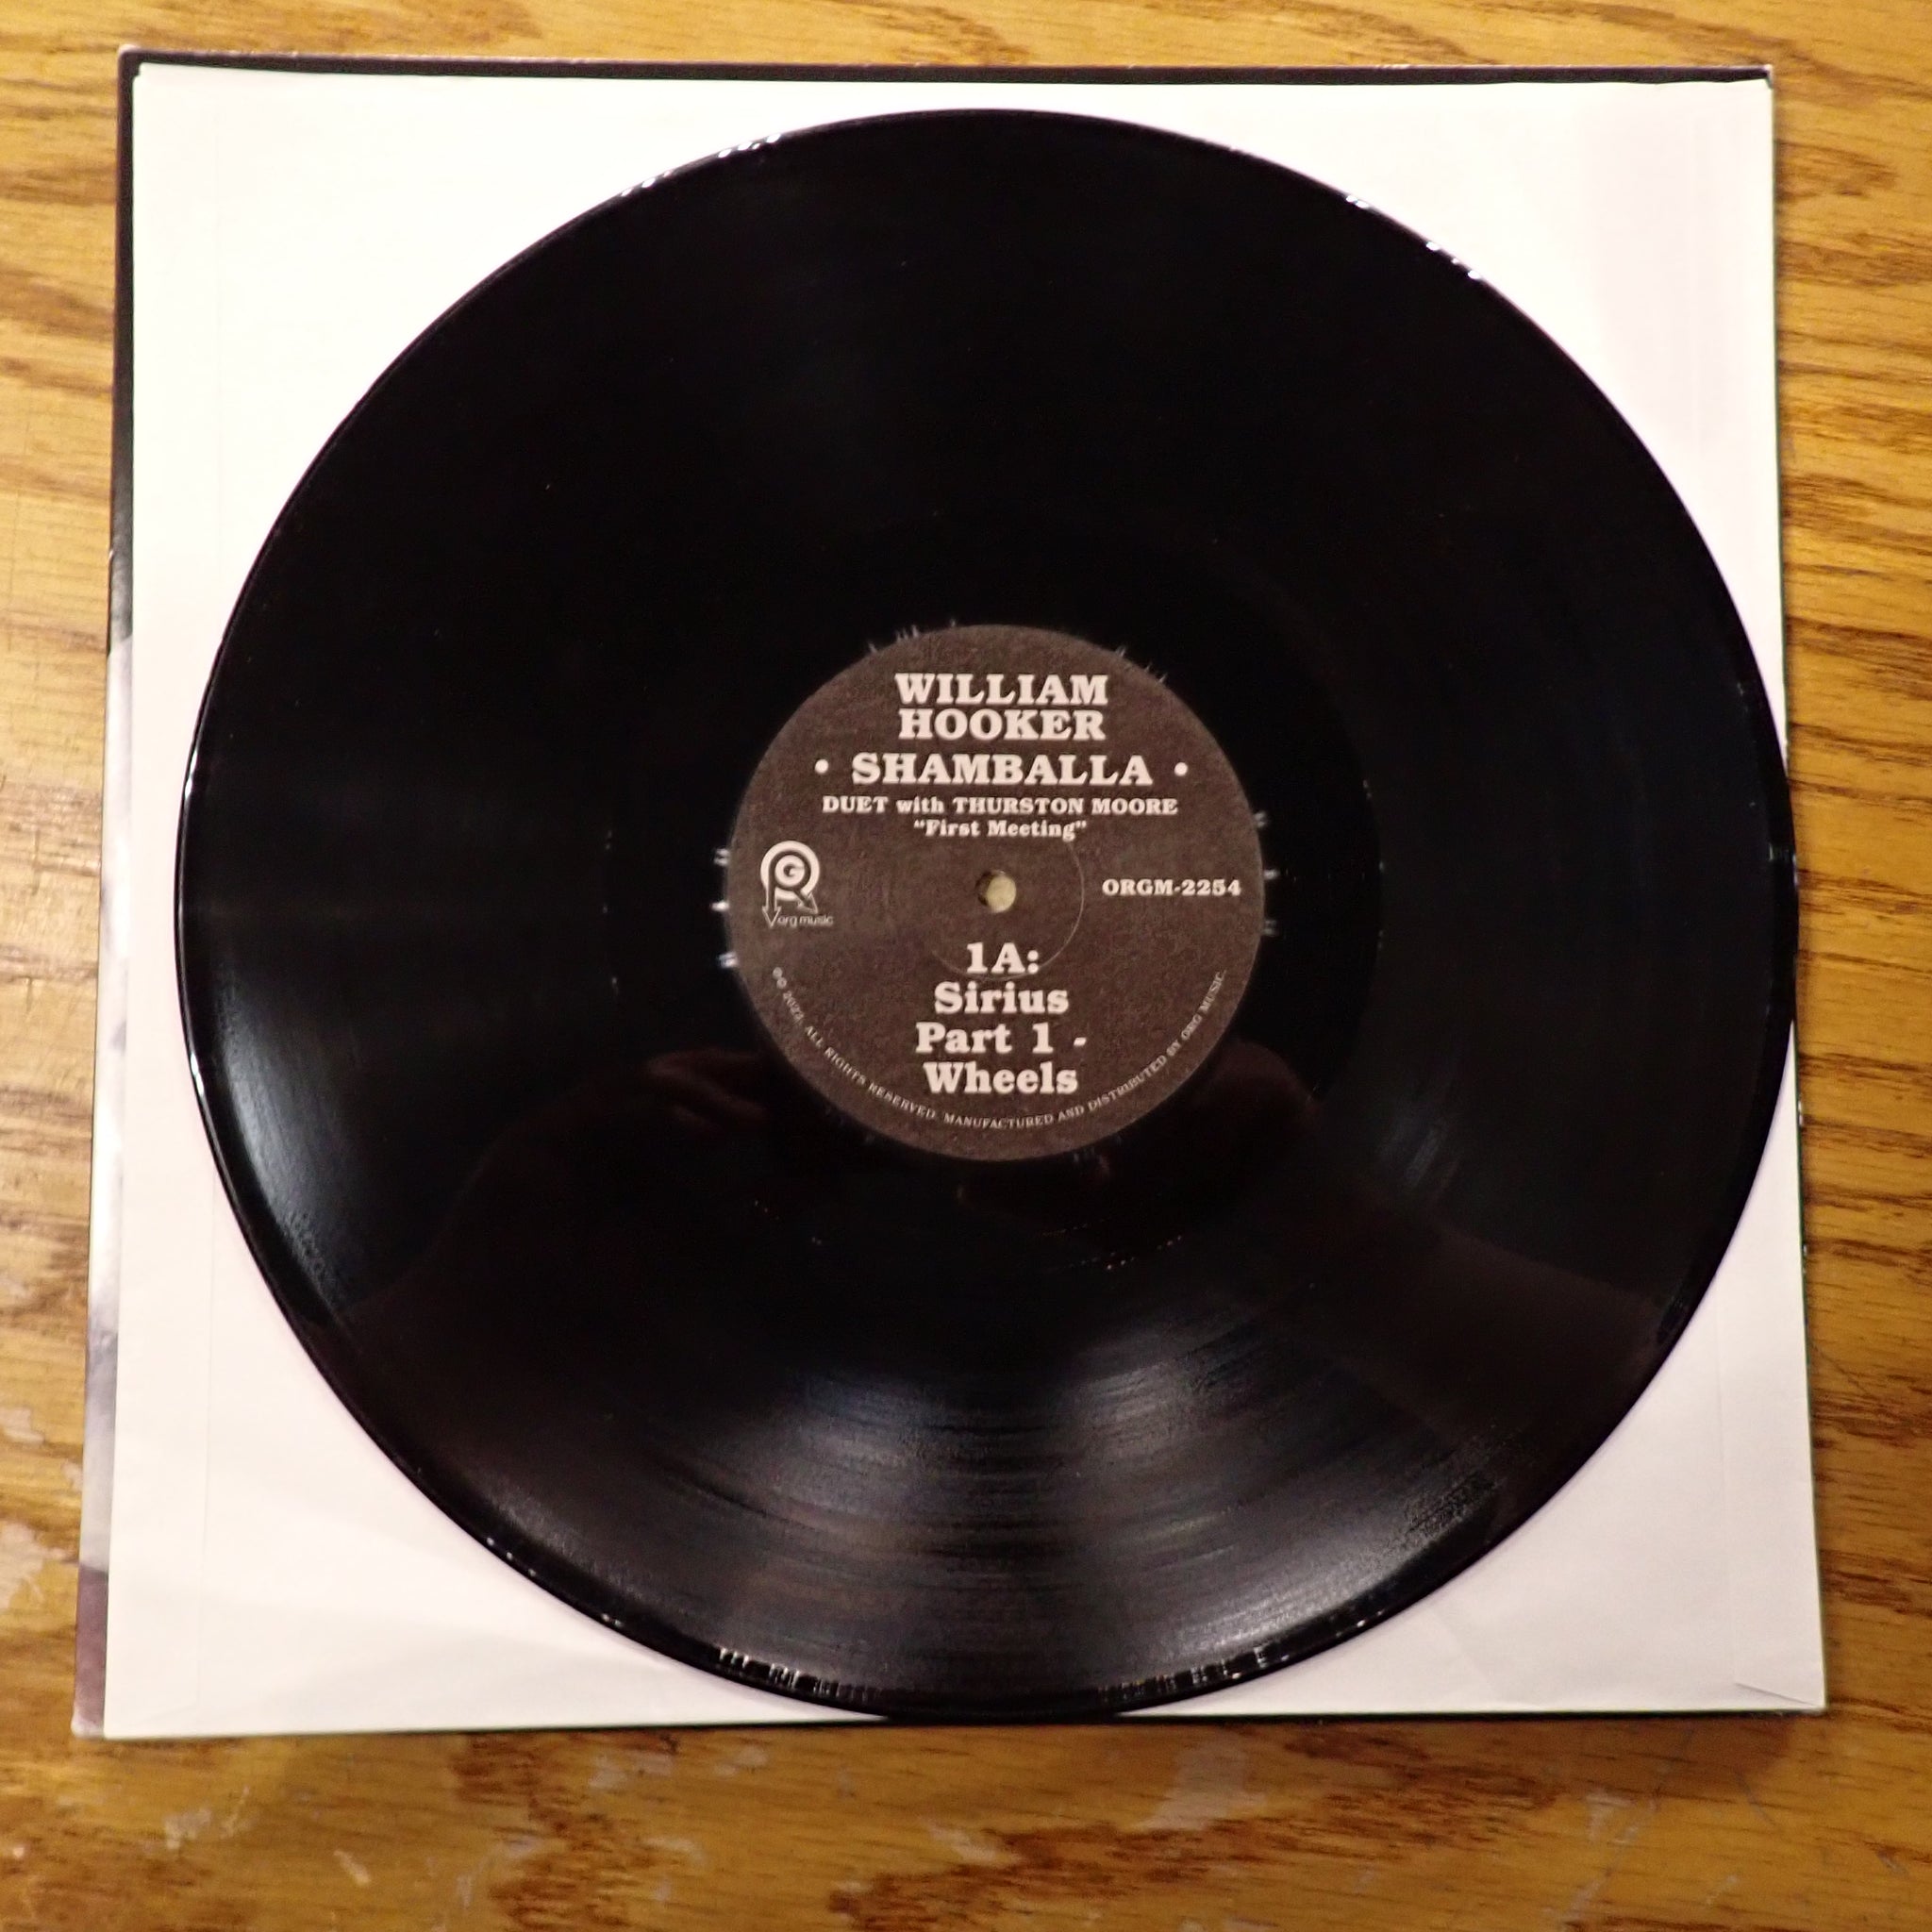 WILLIAM
HOOKER
• SHAMBALLA •
DUET with THURSTON MOORE
"First Meeting"
org music
ORGM-2254
1A:
Sirius
Part 1 -
Wheels
℗© 2022. ALL RIGHTS RESERVED. MANUFACTURED AND DISTRIBUTED BY ORG MUSIC.